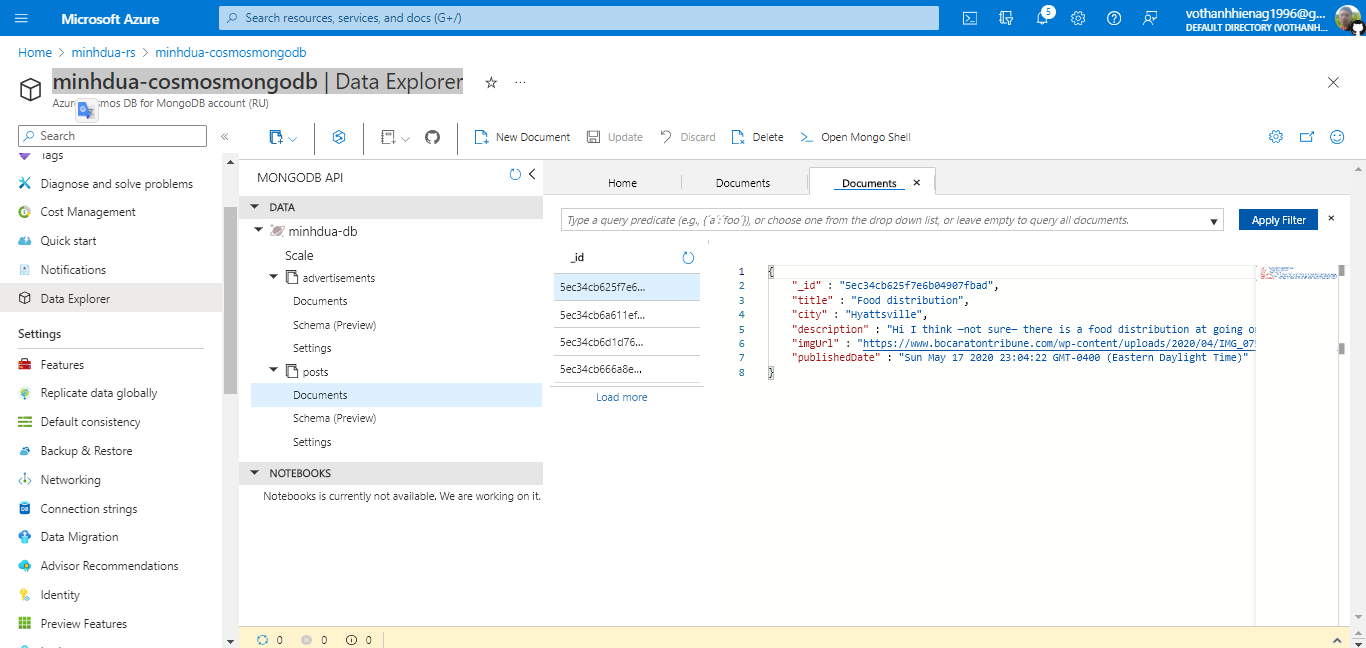 Microsoft Azure
Search resources, services, and docs (G+/)
5
vothanhhienag1996@g...
DEFAULT DIRECTORY (VOTHANH...
Home > minhdua-rs > minhdua-cosmosmongodb
minhdua-cosmosmongodb | Data Explorer
Azure Cosmos DB for MongoDB account (RU)
Search
Tags
Diagnose and solve problems
Cost Management
Quick start
Notifications
Data Explorer
Settings
Features
Replicate data globally
Default consistency
Backup & Restore
Networking
Connection strings
Data Migration
Advisor Recommendations
Identity
Preview Features
New Document
Update
Discard
Delete
Open Mongo Shell
MONGODB API
DATA
minhdua-db
Scale
advertisements
Documents
Schema (Preview)
Settings
posts
Documents
Schema (Preview)
Settings
NOTEBOOKS
Notebooks is currently not available. We are working on it.
Home
Documents
Documents
Type a query predicate (e.g., {´a´:´foo´}), or choose one from the drop down list, or leave empty to query all documents.
Apply Filter
_id
5ec34cb625f7e6...
5ec34cb6a611ef...
5ec34cb6d1d76...
5ec34cb666a8e...
Load more
1 {
2 "_id" : "5ec34cb625f7e6b04907fbad",
3 "title" : "Food distribution",
4 "city" : "Hyattsville",
5 "description" : "Hi I think —not sure— there is a food distribution at going o
6 "imgUrl" : "https://www.bocaratontribune.com/wp-content/uploads/2020/04/IMG_07
7 "publishedDate" : "Sun May 17 2020 23:04:22 GMT-0400 (Eastern Daylight Time)"
8 }
0 0 0